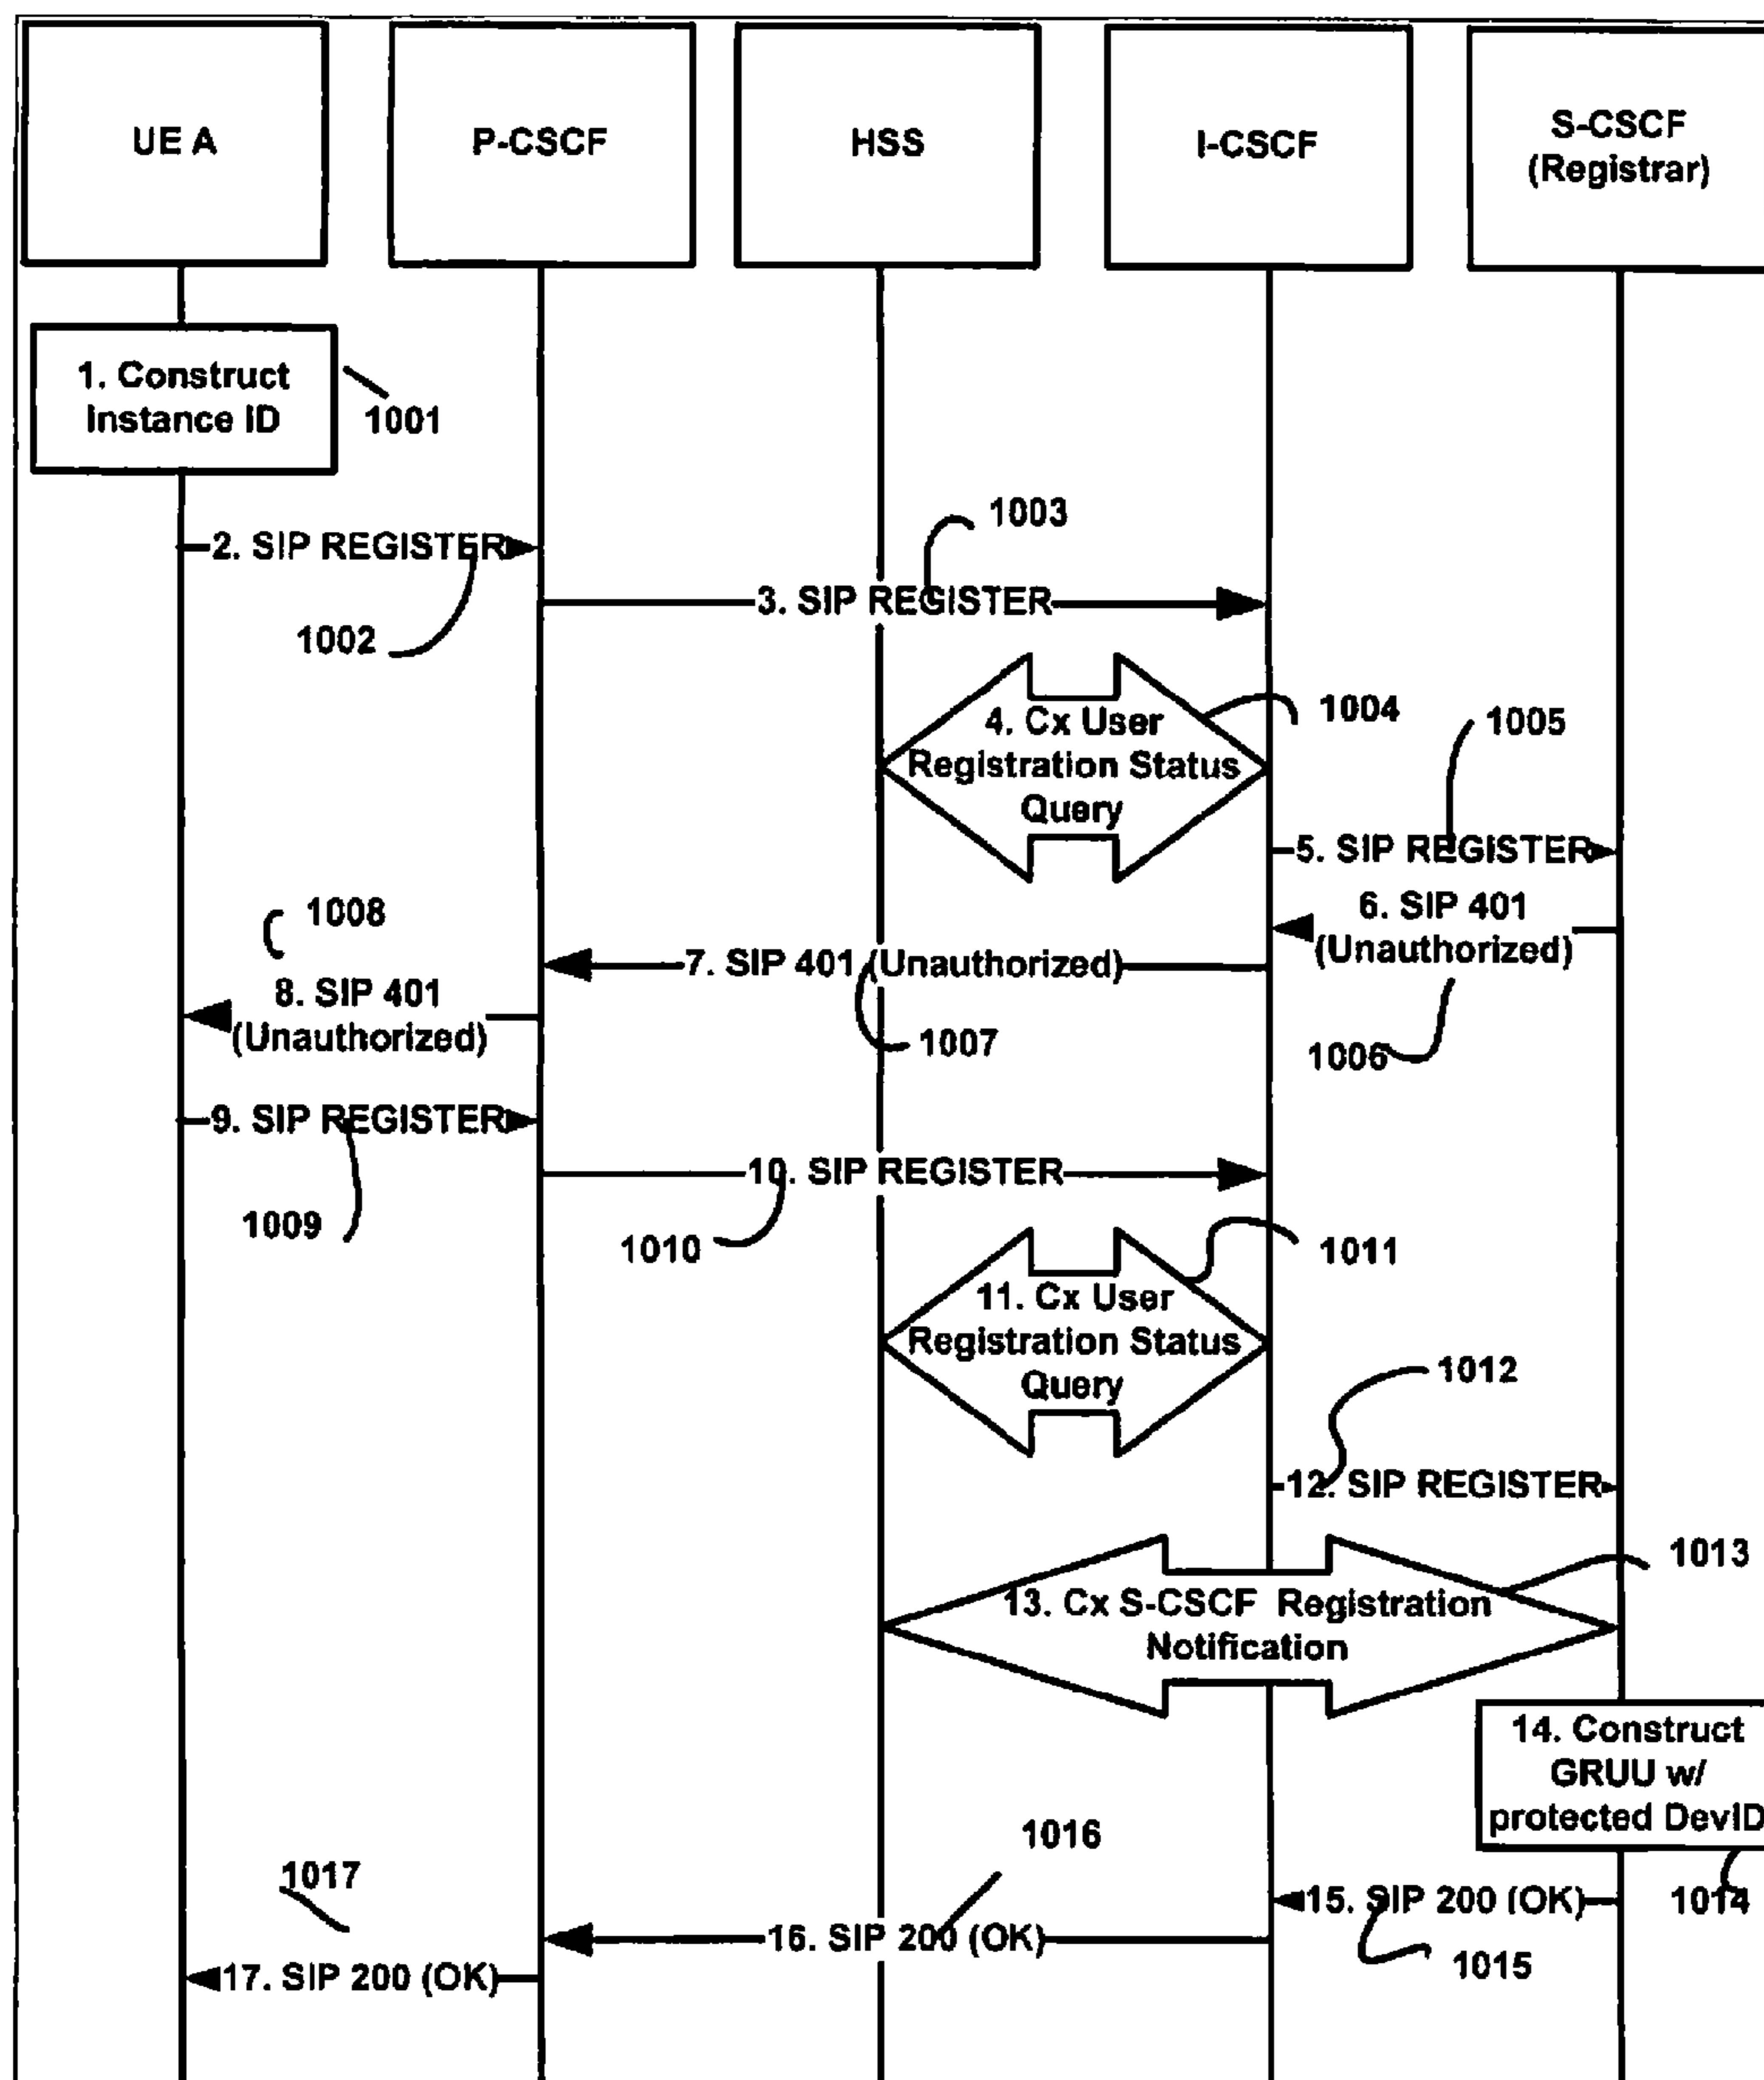 UE A
P-CSCF
HSS
I-CSCF
S-CSCF
(Registrar)
1. Construct
Instance ID
1001
1003
2. SIP REGISTER
3. SIP REGISTER
1002
1004
4. Cx User
Registration Status
Query
1005
5. SIP REGISTER
1008
6. SIP 401
(Unauthorized)
7. SIP 401 (Unauthorized)
8. SIP 401
(Unauthorized)
1007
1006
9. SIP REGISTER
10. SIP REGISTER
1009
1010
1011
11. Cx User
Registration Status
Query
1012
12. SIP REGISTER
1013
13. Cx S-CSCF Registration
Notification
14. Construct
GRUU w/
protected DevID
1016
1017
15. SIP 200 (OK)
1014
16. SIP 200 (OK)
1015
17. SIP 200 (OK)